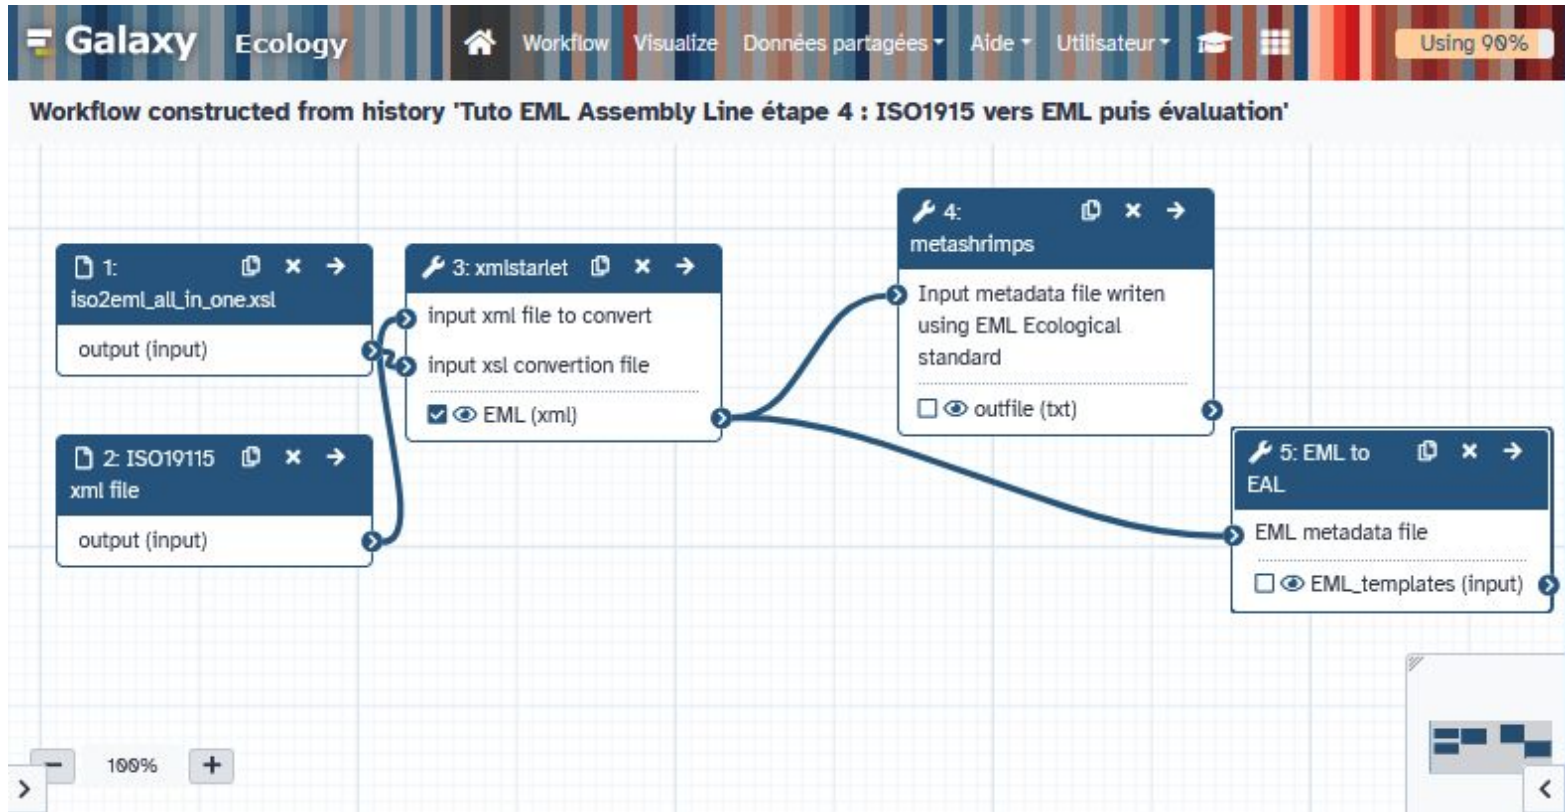 Galaxy Ecology Workflow Visualize Données partagées Aide Utilisateur Using 90%
Workflow constructed from history 'Tuto EML Assembly Line étape 4 : ISO1915 vers EML puis évaluation'
1:
iso2eml_all_in_one.xsl
output (input)
2: ISO19115
xml file
output (input)
3: xmlstarlet
input xml file to convert
input xsl convertion file
EML (xml)
4:
metashrimps
Input metadata file writen
using EML Ecological
standard
outfile (txt)
5: EML to
EAL
EML metadata file
EML_templates (input)
100%